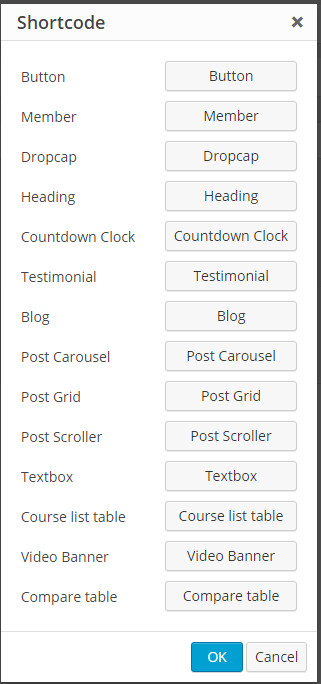 Shortcode ×
Button Button
Member Member
Dropcap Dropcap
Heading Heading
Countdown Clock Countdown Clock
Testimonial Testimonial
Blog Blog
Post Carousel Post Carousel
Post Grid Post Grid
Post Scroller Post Scroller
Textbox Textbox
Course list table Course list table
Video Banner Video Banner
Compare table Compare table
OK Cancel